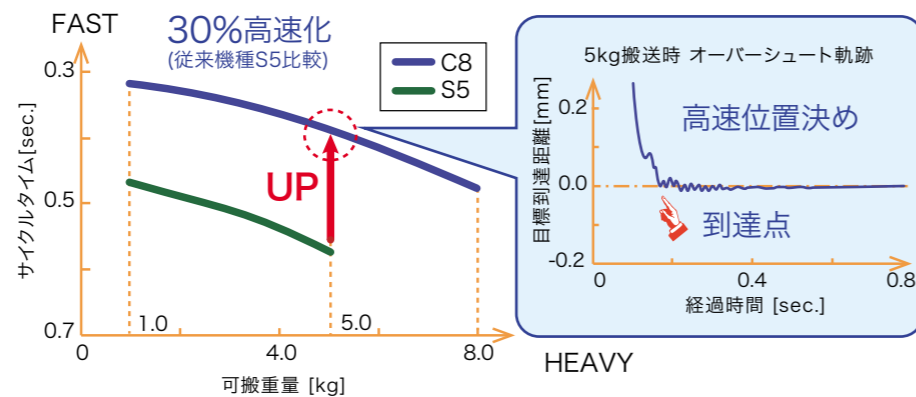 FAST
30%高速化
(従来機種S5比較)
C8
S5
サイクルタイム[sec.]
0.3
0.5
0.7
UP
1.0
5.0
0
4.0
8.0
可搬重量 [kg]
HEAVY
5kg搬送時 オーバーシュート軌跡
目標到達距離[mm]
0.2
0.0
-0.2
高速位置決め
到達点
0
0.4
0.8
経過時間 [sec.]